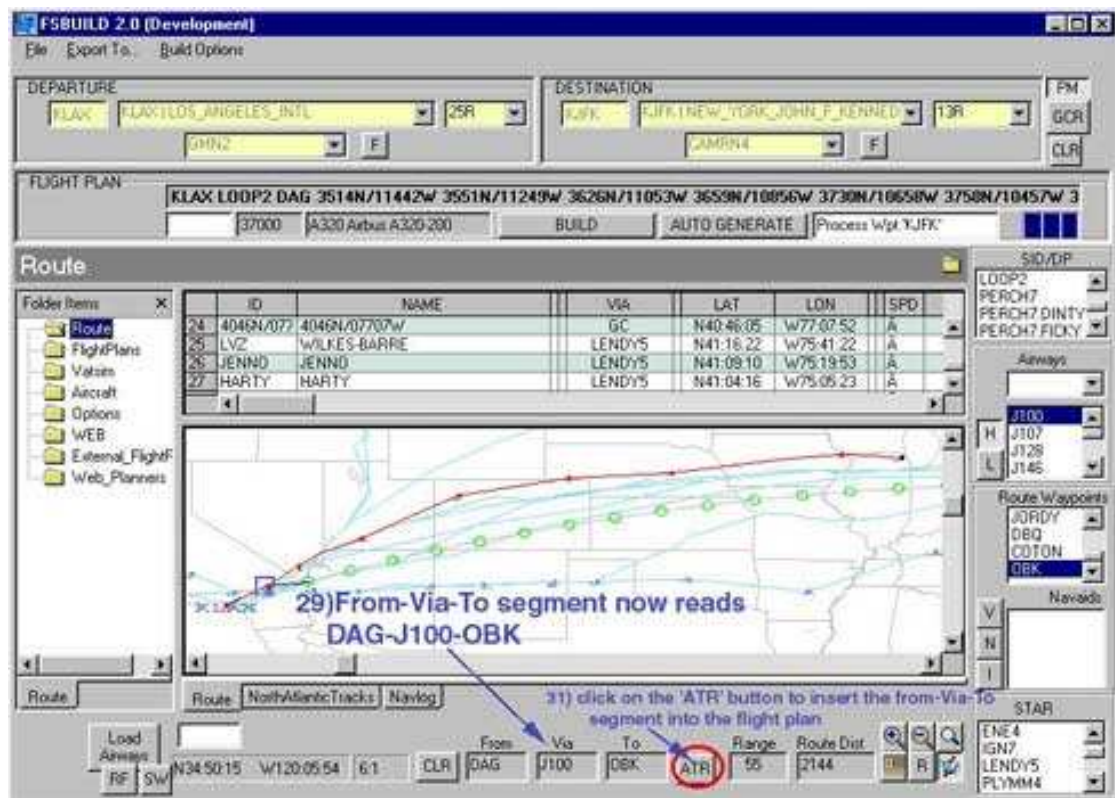 FSBUILD 2.0 (Development)
File Export To.. Build Options
DEPARTURE
KLAX KLAX1LOS_ANGELES_INTL 25R
GMN2 F
DESTINATION
KJFK KJFK1NEW_YORK_JOHN_F_KENNED 13R
CAMRN4 F
PM
GCR
CLR
FLIGHT PLAN
KLAX LOOP2 DAG 3514N/11442W 3551N/11249W 3626N/11053W 3659N/10856W 3730N/10658W 3758N/10457W 3
37000 A320 Airbus A320-200 BUILD AUTO GENERATE Process Wpt.'KJFK'
Route
Folder Items ×
Route
FlightPlans
Vatsim
Aircraft
Options
WEB
External_FlightF
Web_Planners
Route
ID NAME VIA LAT LON SPD
24 4046N/077 4046N/07707W GC N40:46:05 W77:07:52 A
25 LVZ WILKES-BARRE LENDY5 N41:16:22 W75:41:22 A
26 JENNO JENNO LENDY5 N41:09:10 W75:19:53 A
27 HARTY HARTY LENDY5 N41:04:16 W75:05:23 A
KLAX
29)From-Via-To segment now reads
DAG-J100-OBK
31) click on the 'ATR' button to insert the from-Via-To
segment into the flight plan
Route NorthAtlanticTracks Navlog
SID/DP
LOOP2
PERCH7
PERCH7 DINTY
PERCH7 FICKY
Airways
H
L
J100
J107
J128
J146
Route Waypoints
JORDY
DBQ
COTON
OBK
Navaids
V
N
I
STAR
ENE4
IGN7
LENDY5
PLYMM4
Load
Airways
RF SW
N34:50:15 W120:05:54 6:1 CLR
From Via To Range Route Dist
DAG J100 OBK ATR 55 2144
R